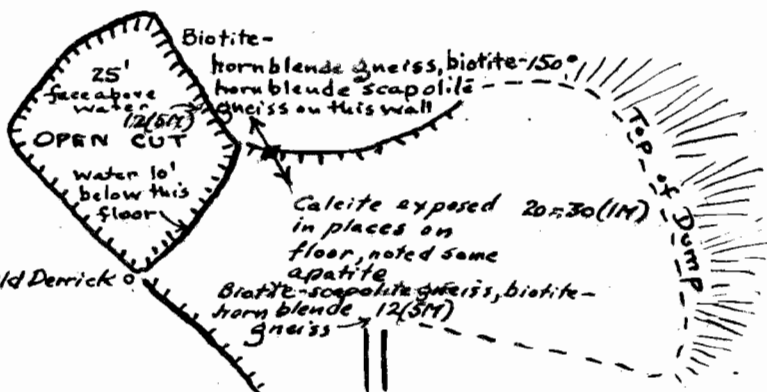 Biotite-
hornblende gneiss, biotite-150°
hornblende scapolite
gneiss on this wall
25'
face above
water
12(5M)
OPEN CUT
Water 10'
below this
floor
Top of Dump
Calcite exposed 20-30(1M)
in places on
floor, noted some
apatite
ld Derrick
Biotite-scapolite gneiss, biotite-
hornblende 12(5M)
gneiss